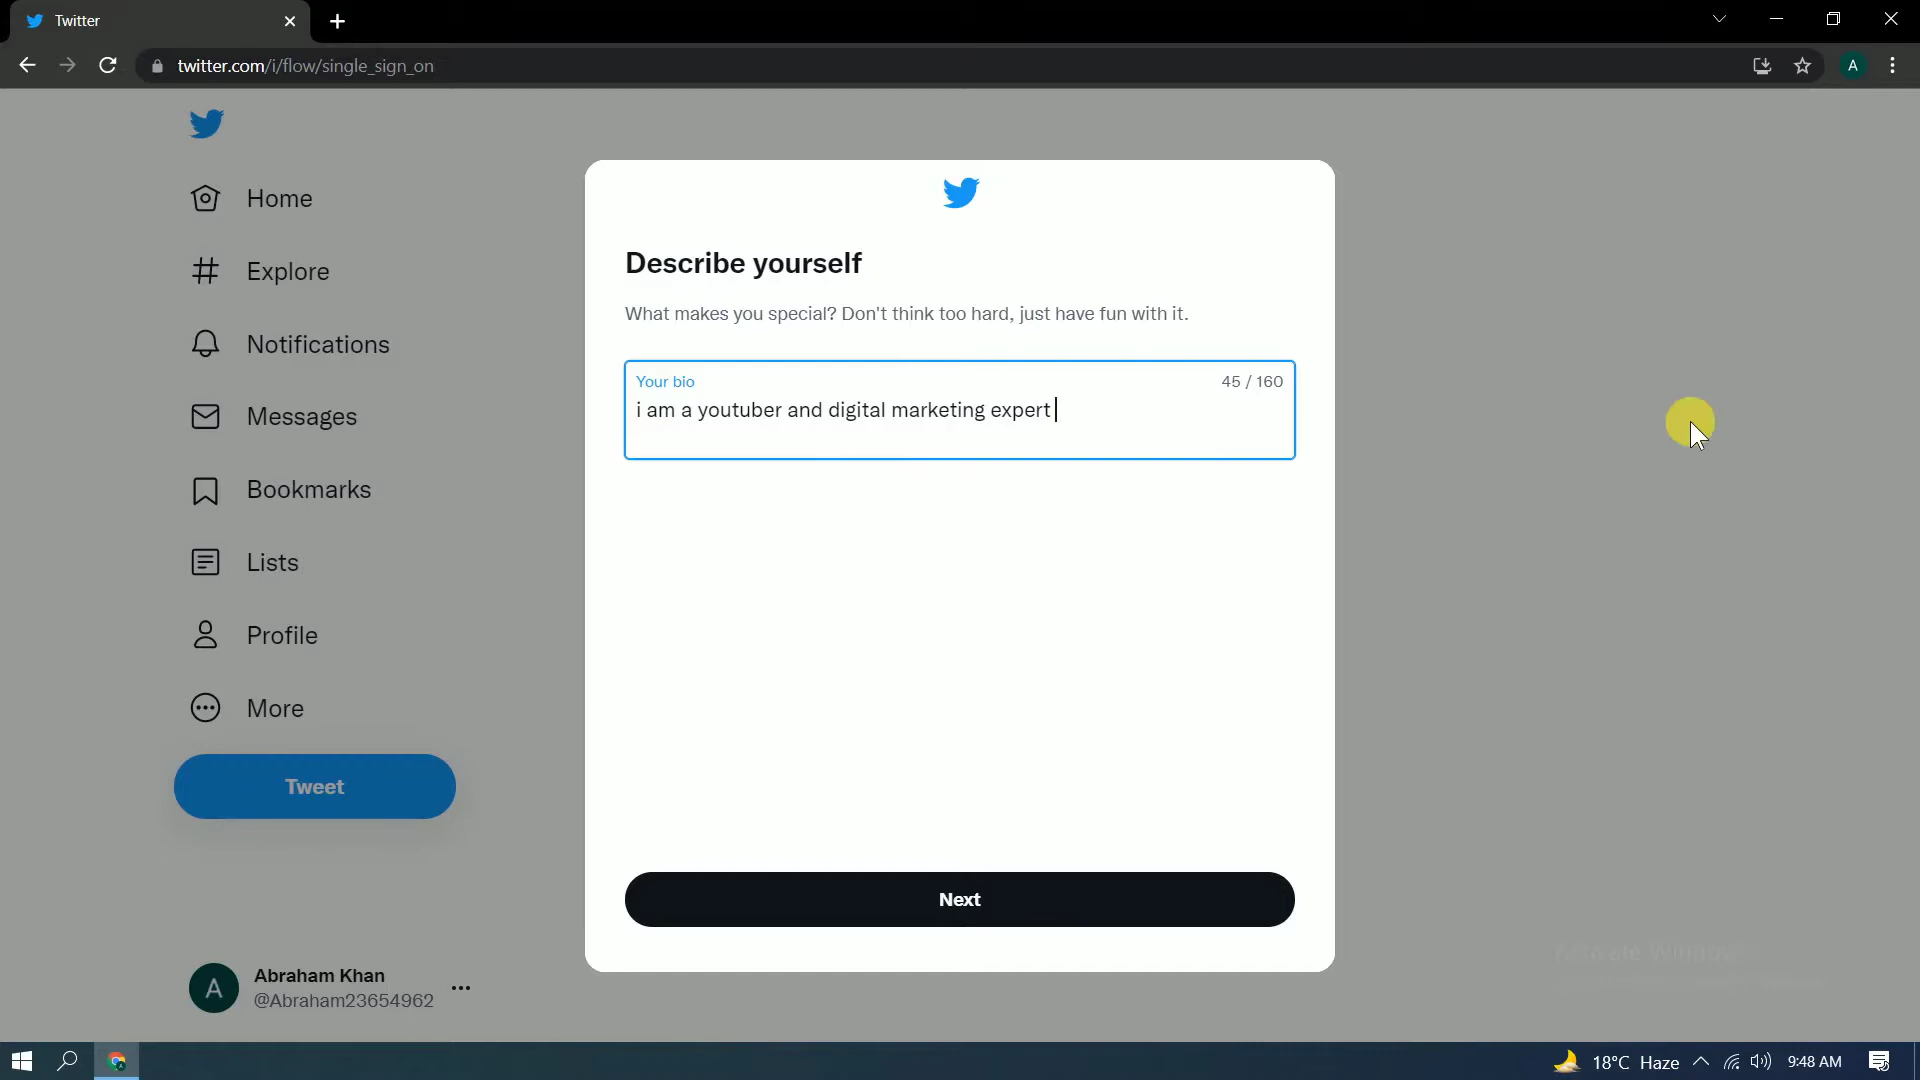 Twitter
twitter.com/i/flow/single_sign_on
A
Home
Explore
Notifications
Messages
Bookmarks
Lists
Profile
More
Tweet
A
Abraham Khan
@Abraham23654962
Describe yourself
What makes you special? Don't think too hard, just have fun with it.
Your bio
45 / 160
i am a youtuber and digital marketing expert
Next
18°C Haze
9:48 AM